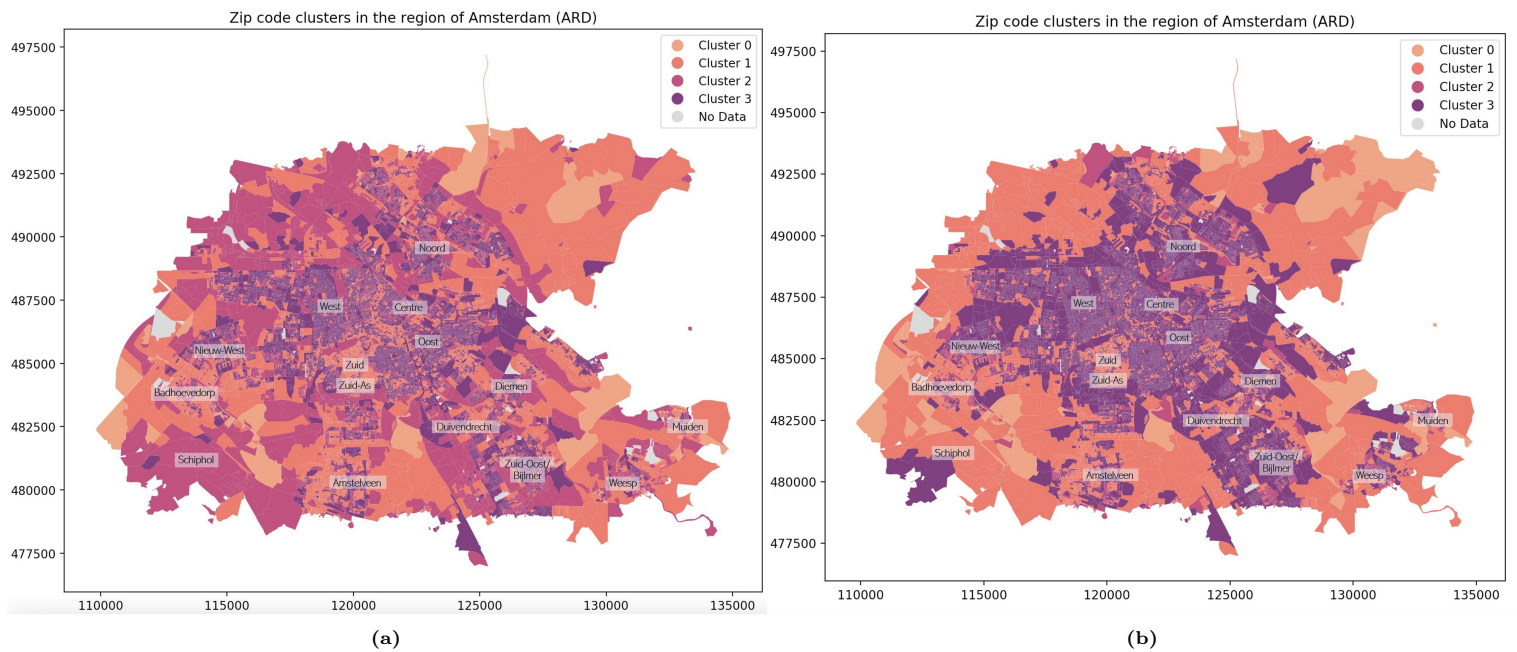 Zip code clusters in the region of Amsterdam (ARD)
497500
495000
492500
490000
487500
485000
482500
480000
477500
110000
115000
120000
125000
130000
135000
Cluster 0
Cluster 1
Cluster 2
Cluster 3
No Data
Noord
West
Centre
Oost
Nieuw-West
Zuid
Zuid-As
Diemen
Badhoevedorp
Duivendrecht
Muiden
Schiphol
Zuid-Oost/
Bijlmer
Amstelveen
Weesp
(a)
Zip code clusters in the region of Amsterdam (ARD)
497500
495000
492500
490000
487500
485000
482500
480000
477500
110000
115000
120000
125000
130000
135000
Cluster 0
Cluster 1
Cluster 2
Cluster 3
No Data
Noord
West
Centre
Oost
Nieuw-West
Zuid
Zuid-As
Diemen
Badhoevedorp
Duivendrecht
Muiden
Schiphol
Zuid-Oost/
Bijlmer
Amstelveen
Weesp
(b)